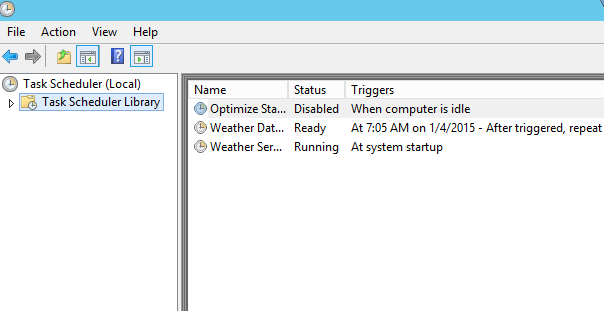 File Action View Help
Task Scheduler (Local)
Task Scheduler Library
Name Status Triggers
Optimize Sta... Disabled When computer is idle
Weather Dat... Ready At 7:05 AM on 1/4/2015 - After triggered, repeat
Weather Ser... Running At system startup